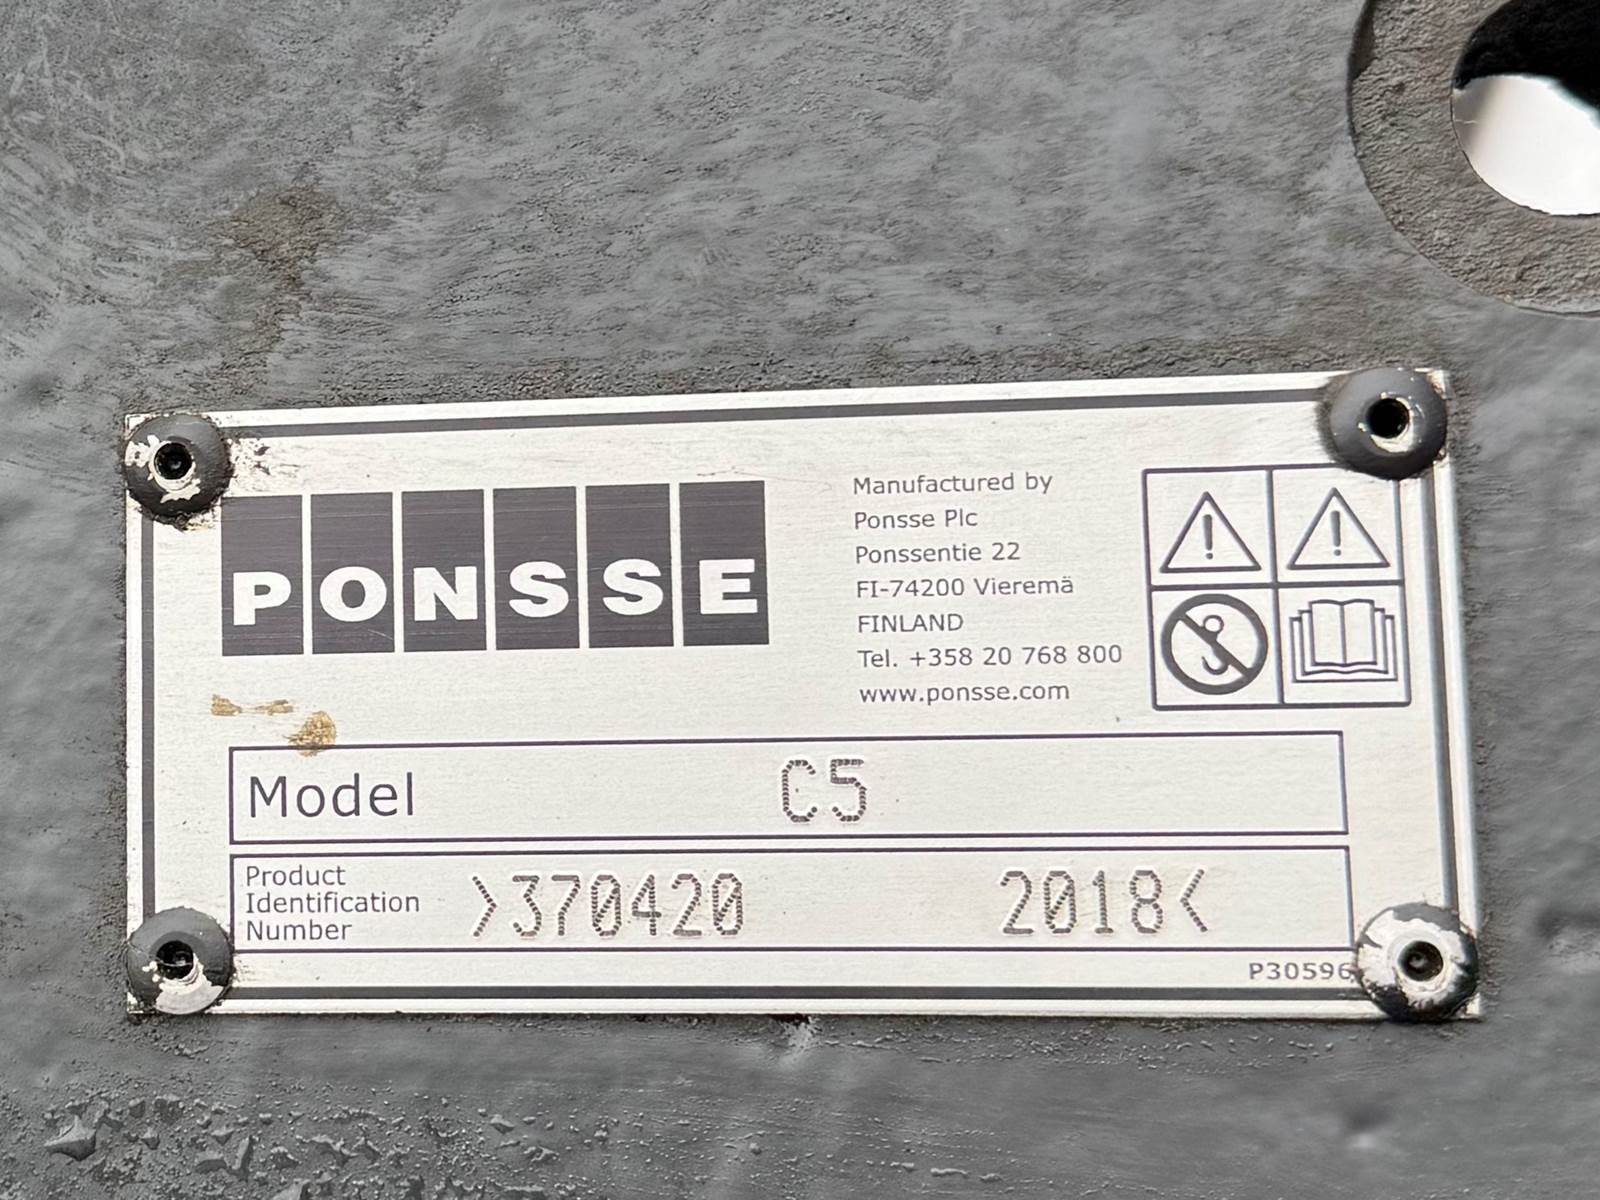 PONSSE
Manufactured by
Ponsse Plc
Ponssentie 22
FI-74200 Vieremä
FINLAND
Tel. +358 20 768 800
www.ponsse.com
Model C5
Product
Identification
Number
>370420 2018<
P30596